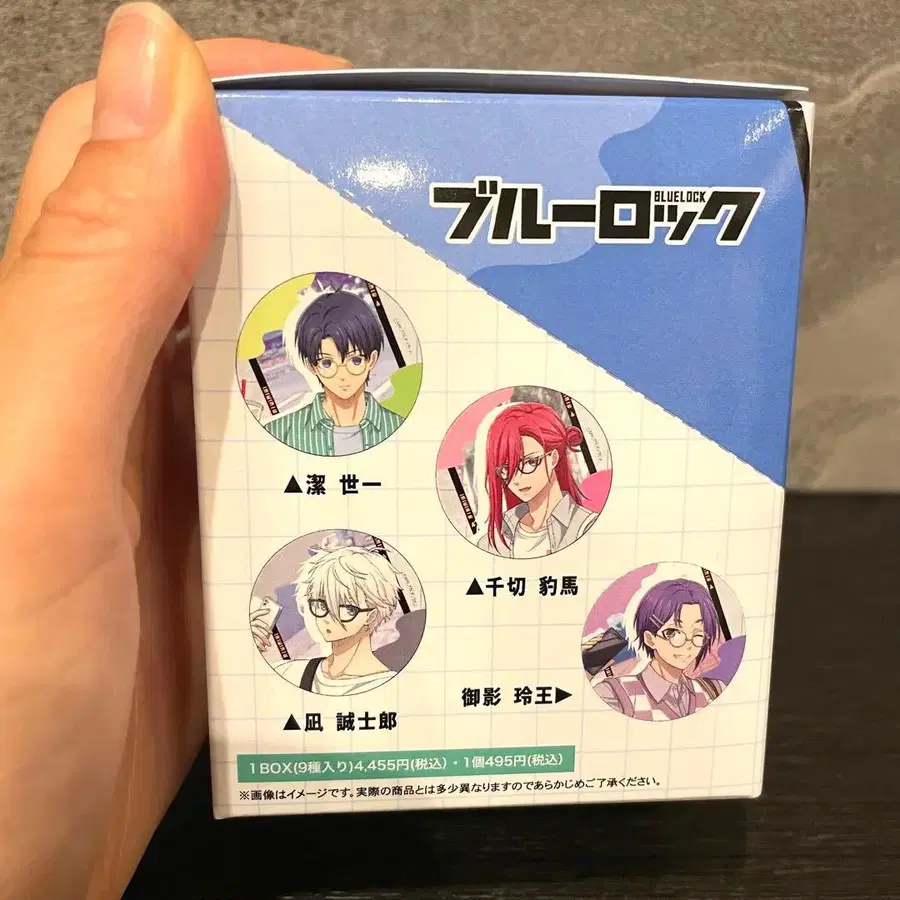 ブルーロック
BLUELOCK
▲潔 世一
▲千切 豹馬
▲凪 誠士郎
御影 玲王▶
1BOX(9種入り)4,455円(税込)・1個495円(税込)
※画像はイメージです。実際の商品とは多少異なりますのであらかじめご了承ください。